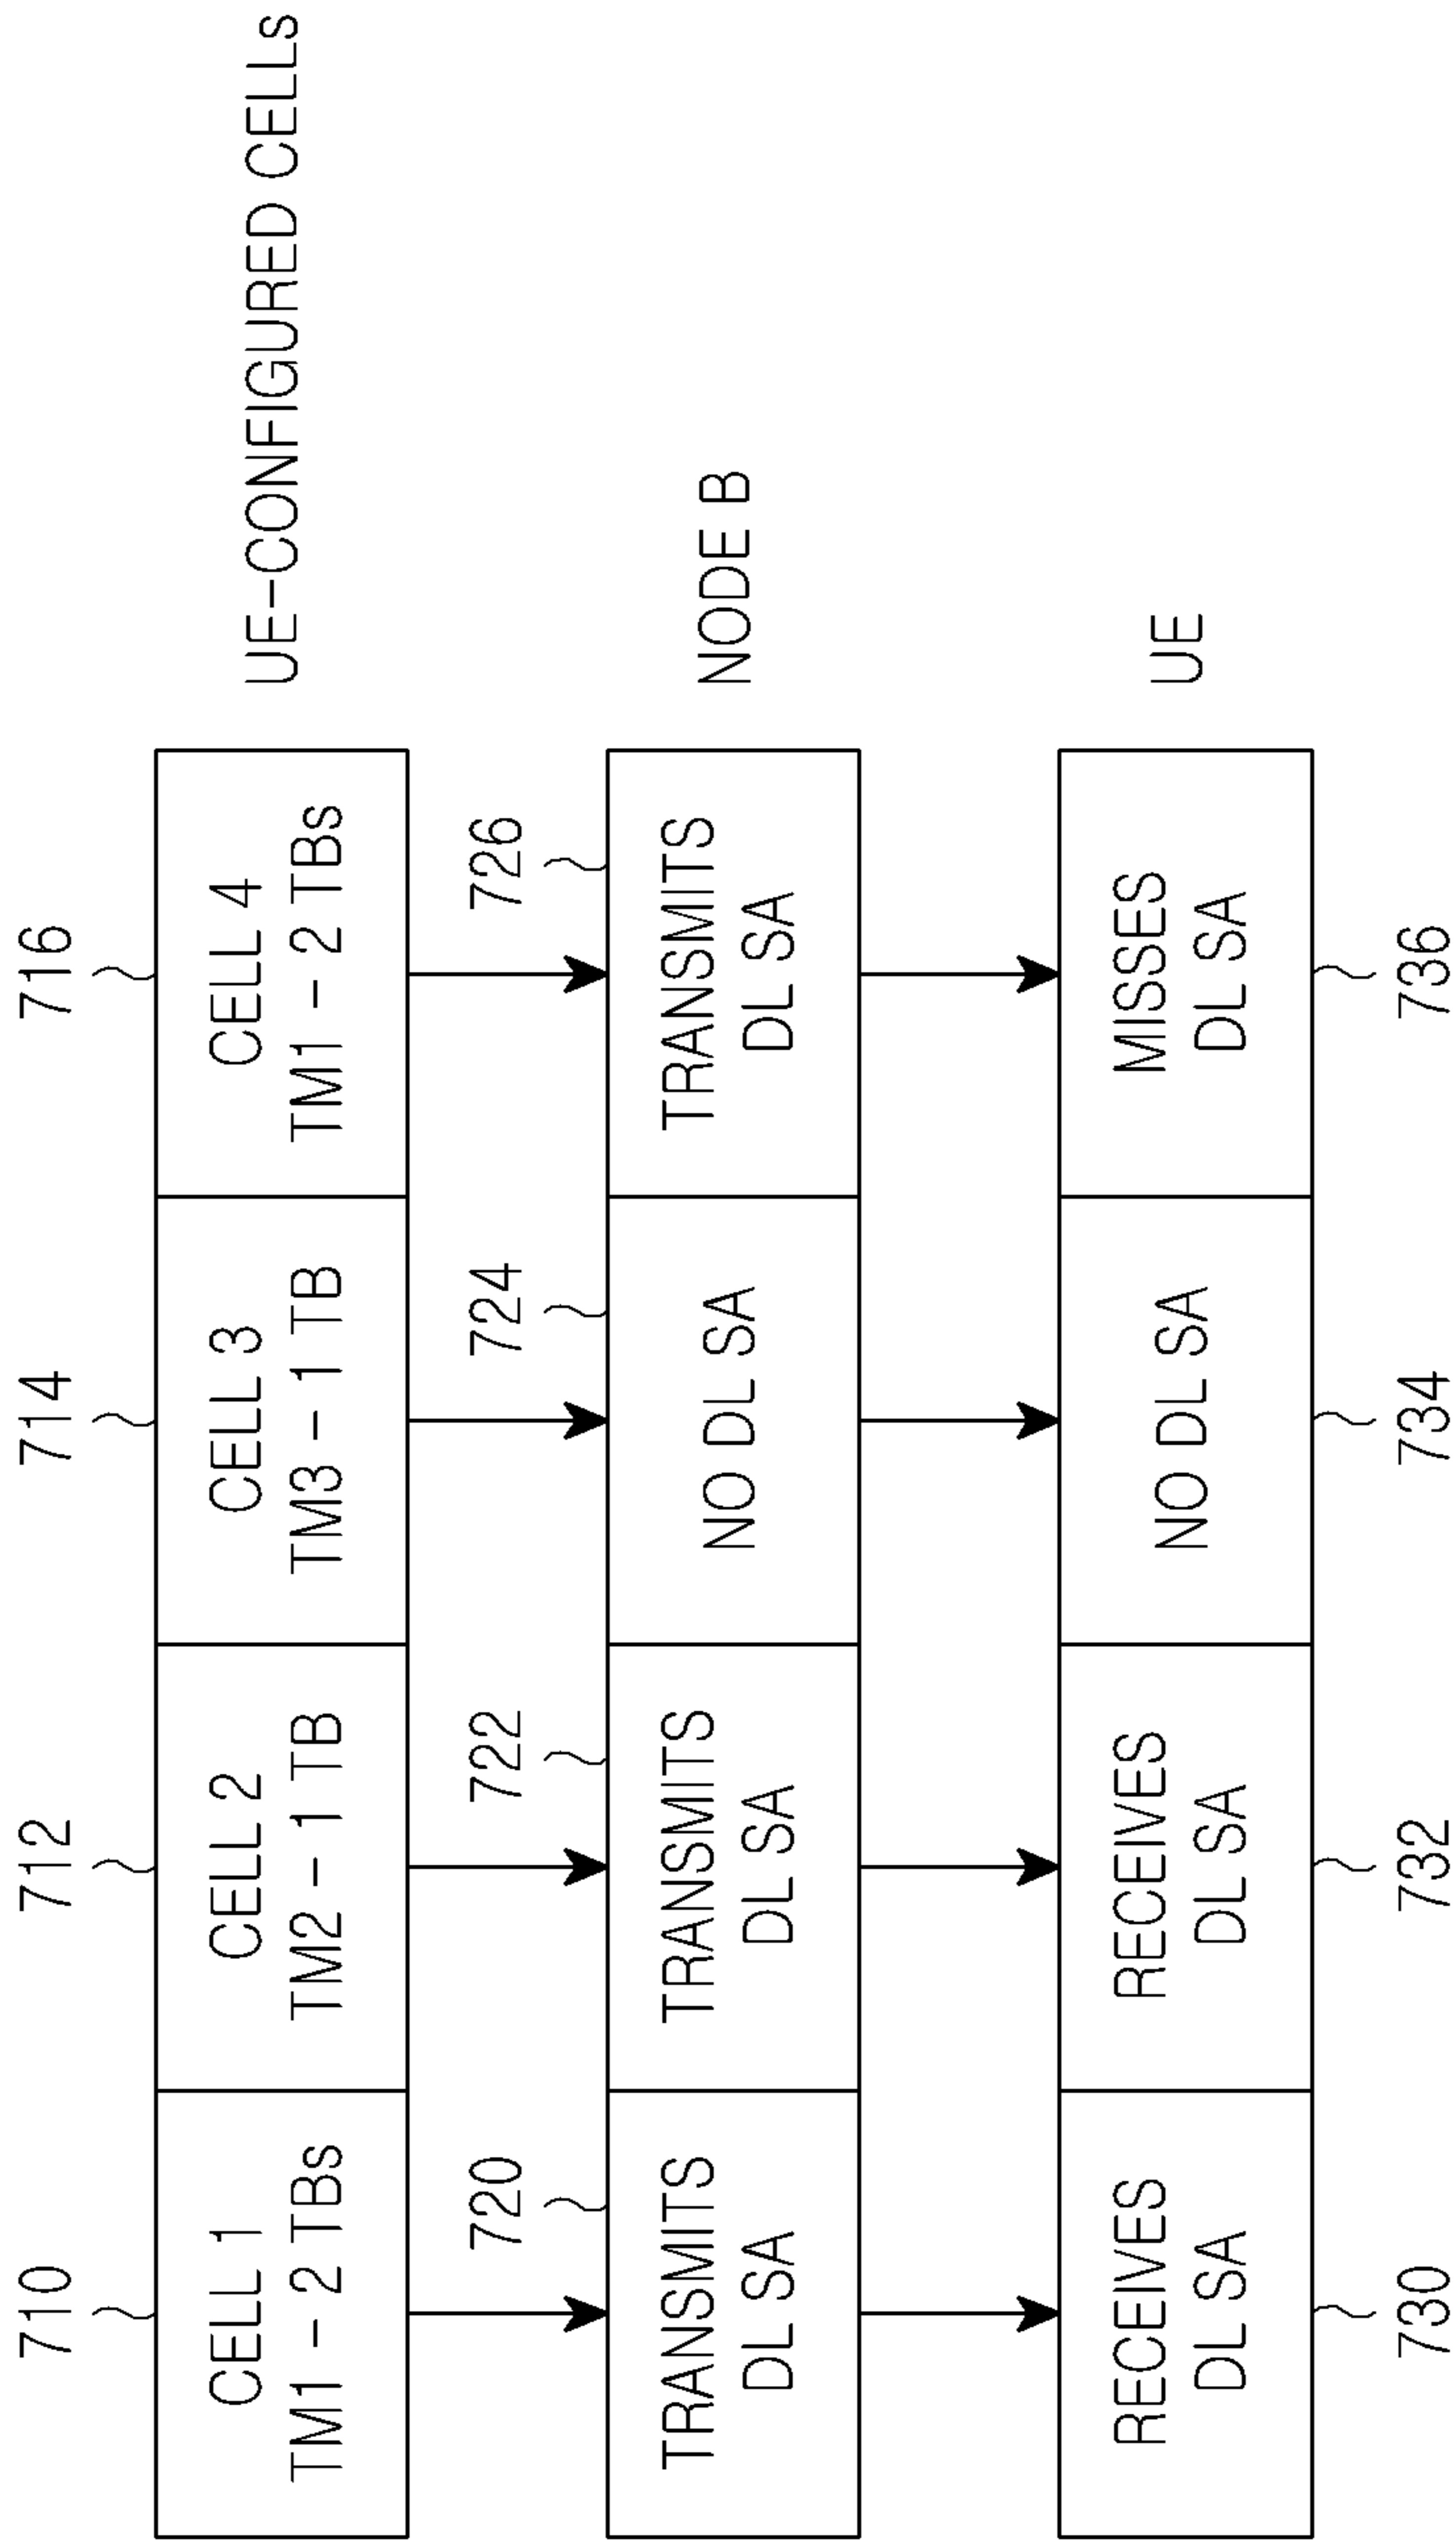 710
712
714
716
CELL 1
TM1 - 2 TBs
CELL 2
TM2 - 1 TB
CELL 3
TM3 - 1 TB
CELL 4
TM1 - 2 TBs
UE-CONFIGURED CELLs
720
722
724
726
TRANSMITS
DL SA
TRANSMITS
DL SA
NO DL SA
TRANSMITS
DL SA
NODE B
RECEIVES
DL SA
RECEIVES
DL SA
NO DL SA
MISSES
DL SA
UE
730
732
734
736